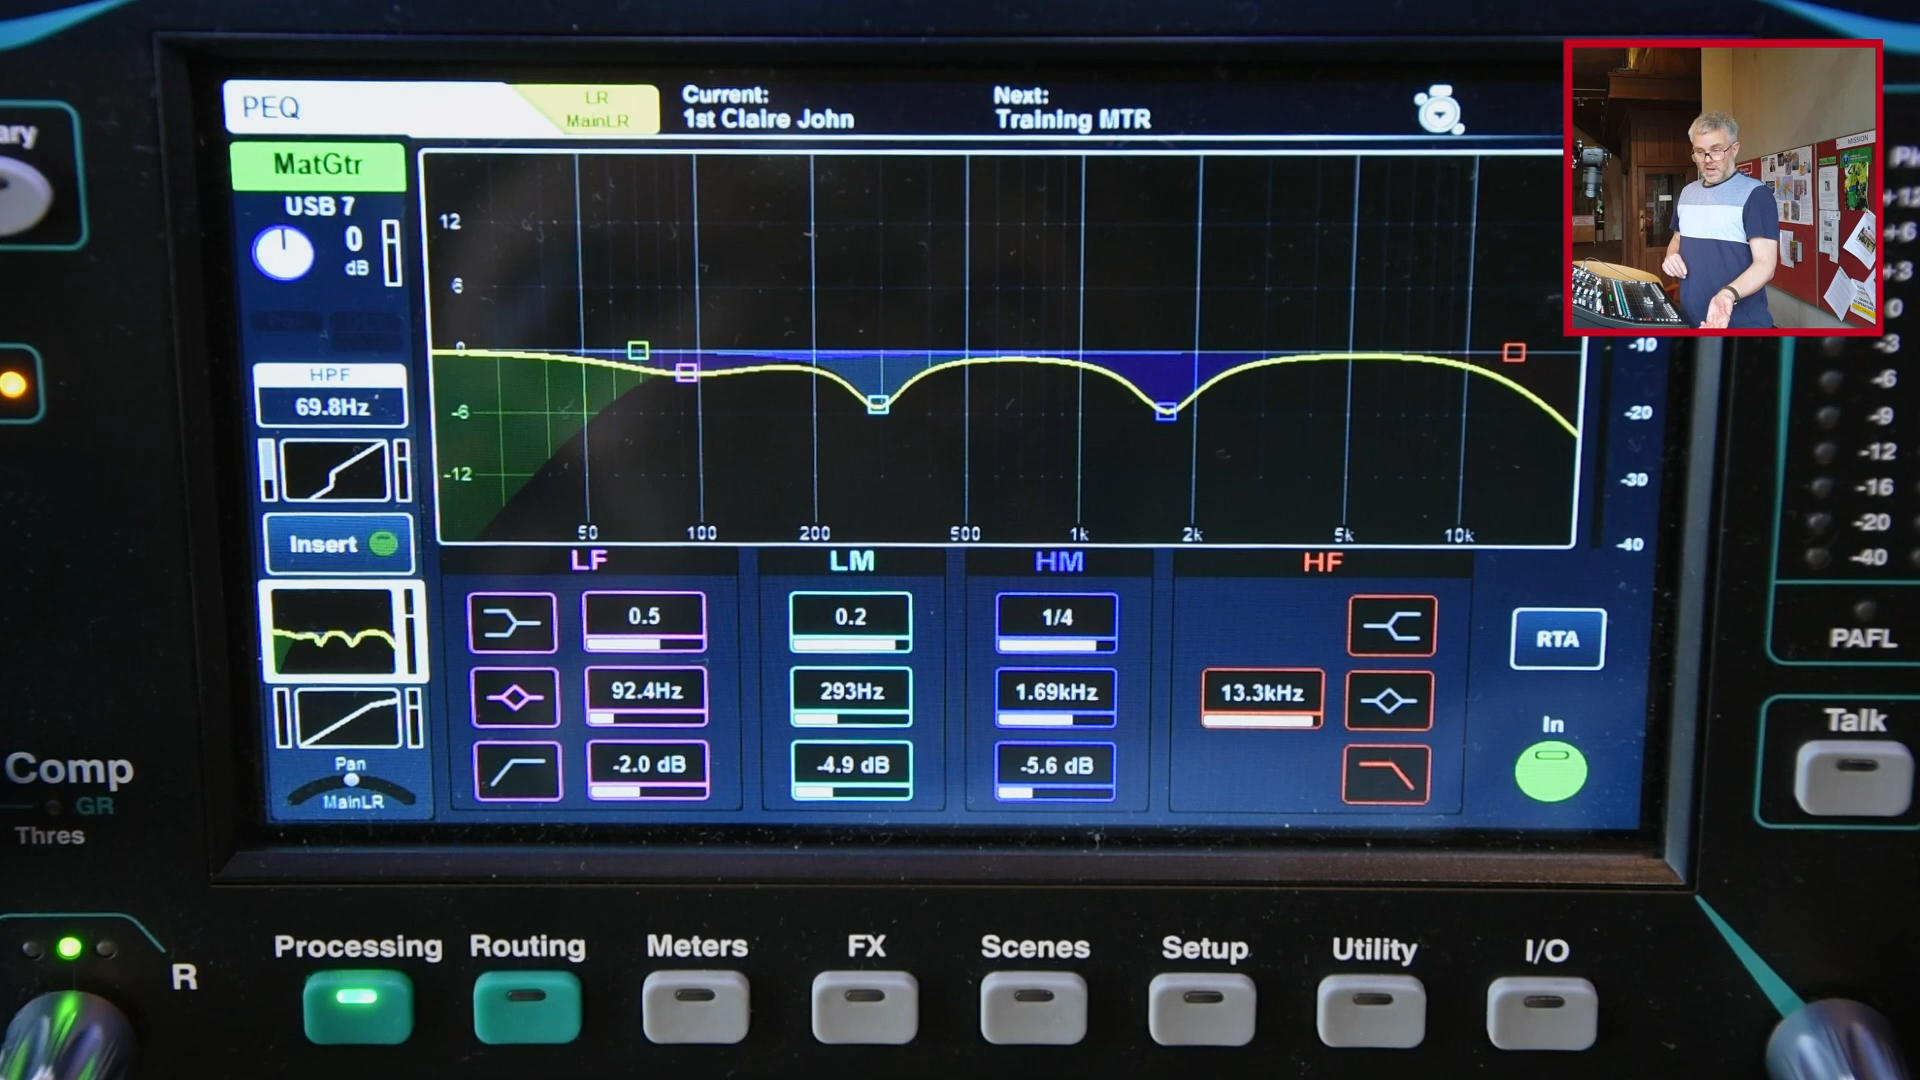 PEQ
LR
MainLR
Current:
1st Claire John
Next:
Training MTR
MatGtr
USB 7
0
dB
HPF
69.8Hz
Insert
Pan
MainLR
12
6
0
-6
-12
50 100 200 500 1k 2k 5k 10k
-10
-20
-30
-40
LF LM HM HF
0.5 0.2 1/4
92.4Hz 293Hz 1.69kHz 13.3kHz
-2.0 dB -4.9 dB -5.6 dB
RTA
In
Processing Routing Meters FX Scenes Setup Utility I/O
ary
Comp
GR
Thres
R
MISSION
+12
+6
+3
0
-3
-6
-9
-12
-16
-20
-40
PAFL
Talk